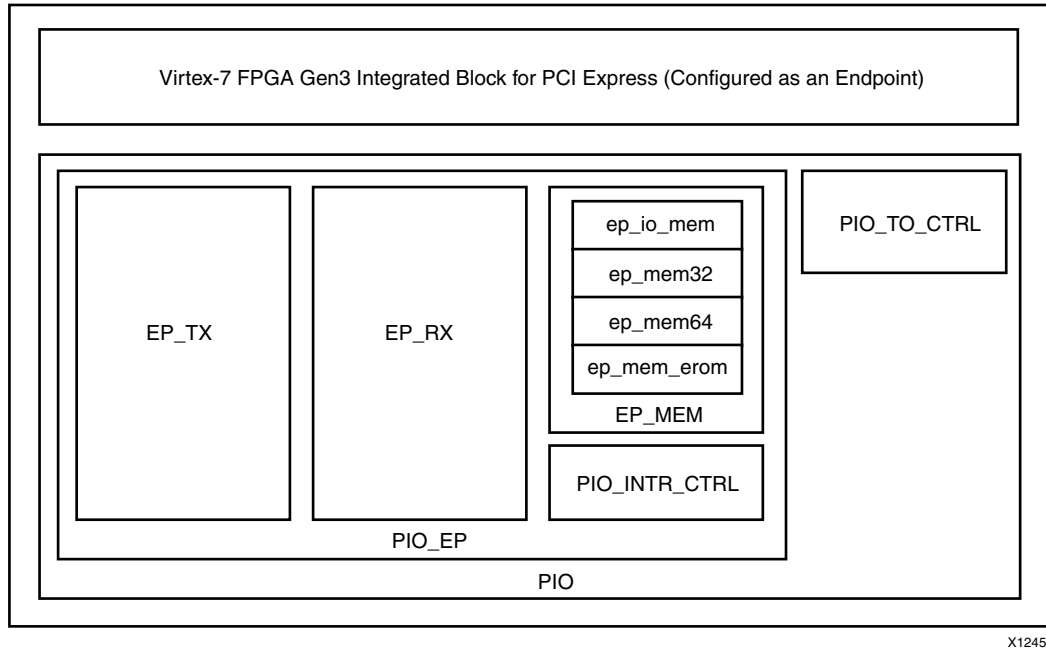 Virtex-7 FPGA Gen3 Integrated Block for PCI Express (Configured as an Endpoint)
ep_io_mem
PIO_TO_CTRL
ep_mem32
ep_mem64
EP_TX
EP_RX
ep_mem_erom
EP_MEM
PIO_INTR_CTRL
PIO_EP
PIO
X1245